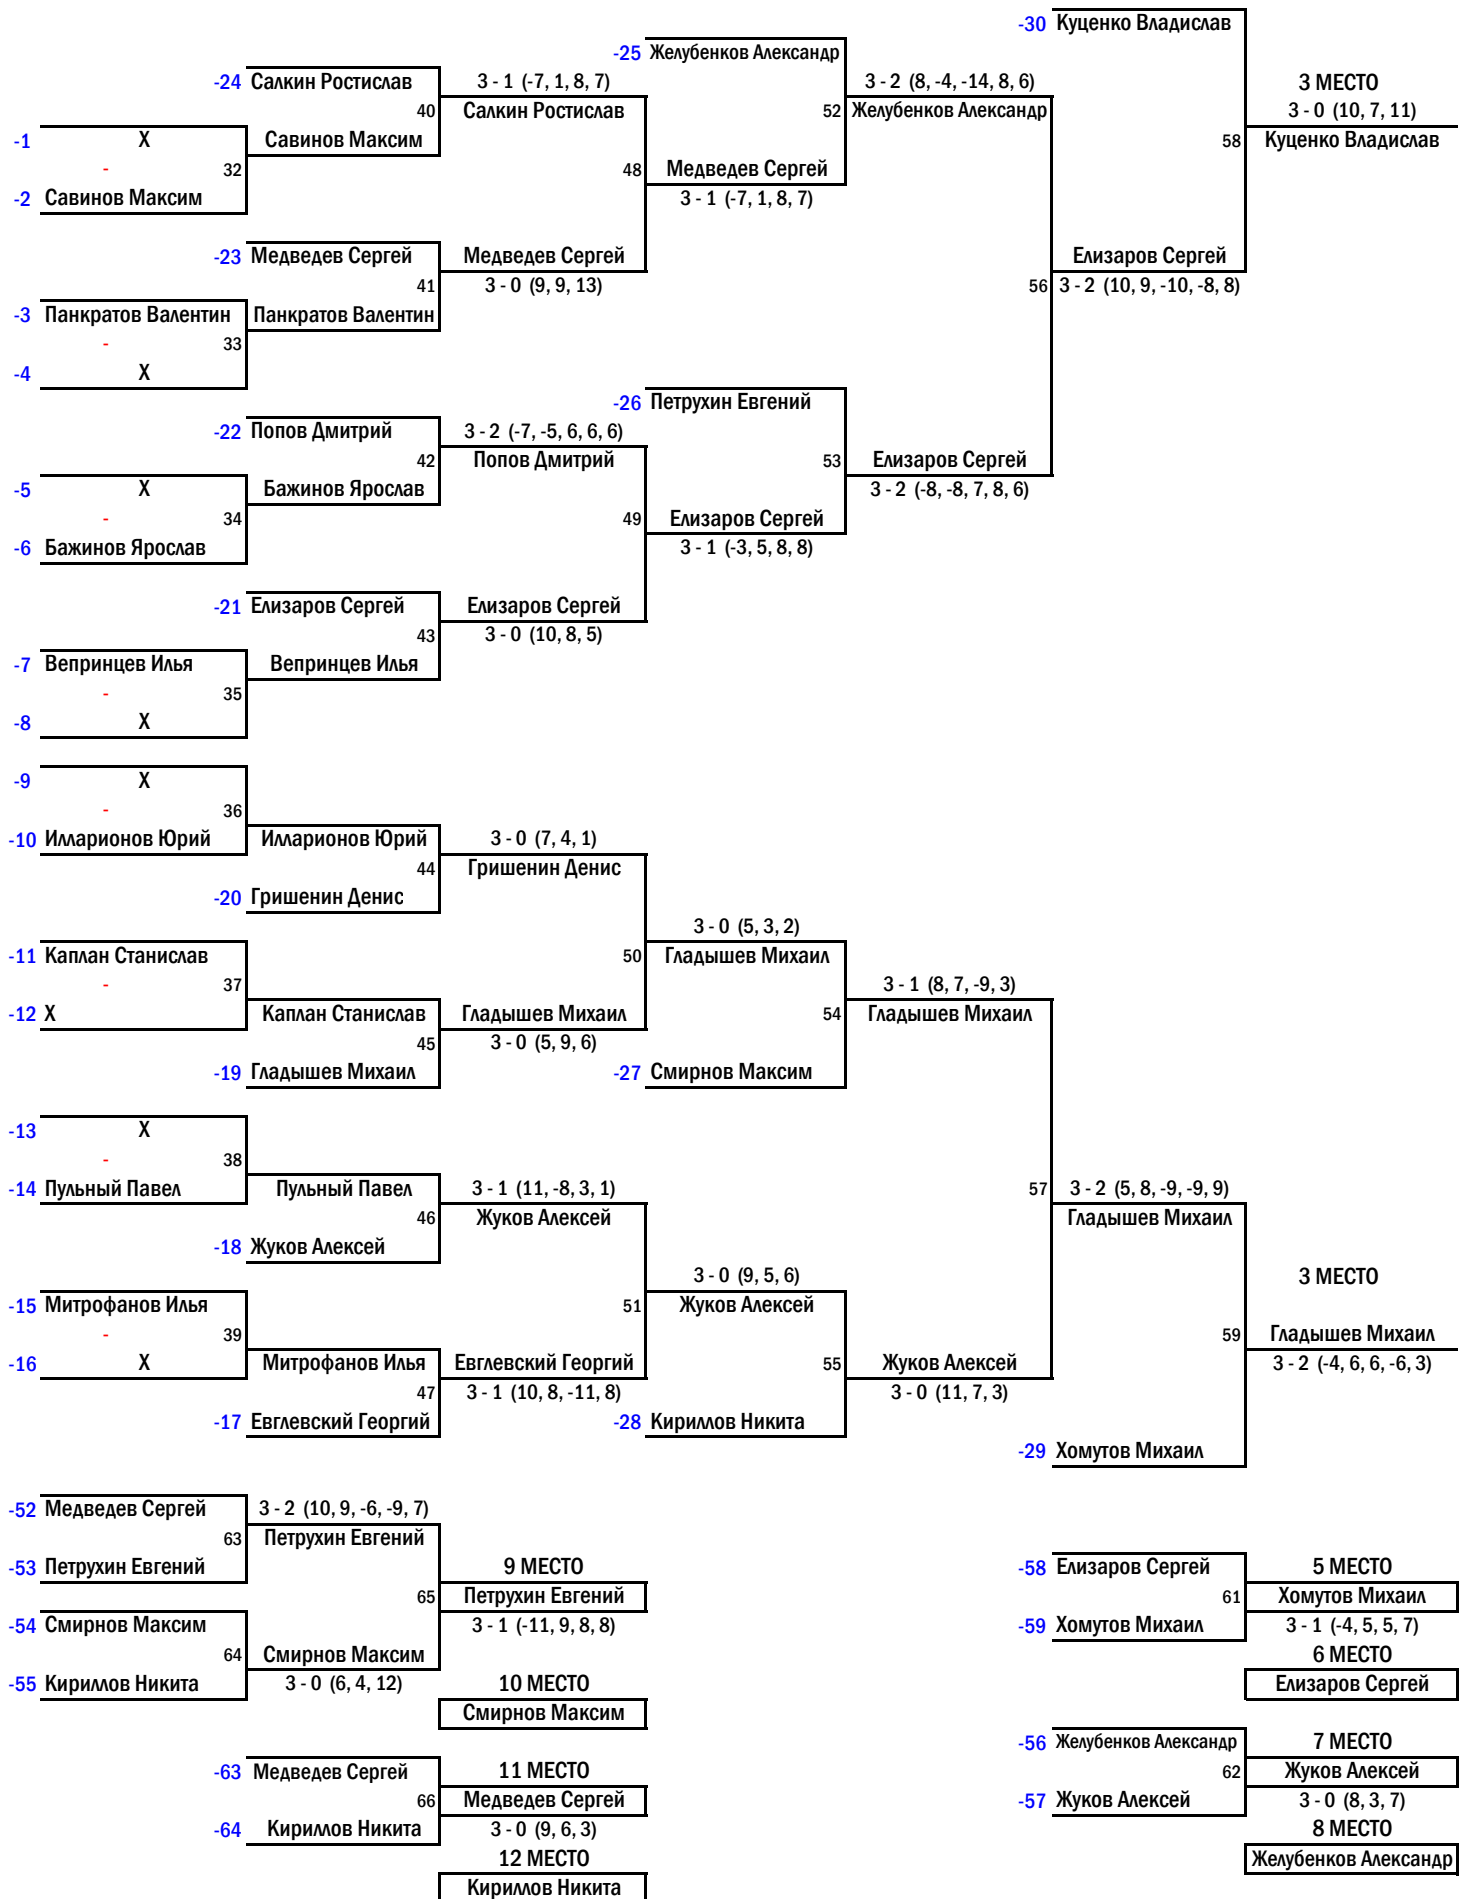 -30 Куценко Владислав
-25 Желубенков Александр
-24 Салкин Ростислав 3 - 1 (-7, 1, 8, 7) 3 - 2 (8, -4, -14, 8, 6) 3 МЕСТО
40 Салкин Ростислав 52 Желубенков Александр 3 - 0 (10, 7, 11)
-1 X Савинов Максим 58 Куценко Владислав
- 32 48 Медведев Сергей
-2 Савинов Максим 3 - 1 (-7, 1, 8, 7)
-23 Медведев Сергей Медведев Сергей Елизаров Сергей
41 3 - 0 (9, 9, 13) 56 3 - 2 (10, 9, -10, -8, 8)
-3 Панкратов Валентин Панкратов Валентин
- 33
-4 X
-26 Петрухин Евгений
-22 Попов Дмитрий 3 - 2 (-7, -5, 6, 6, 6)
42 Попов Дмитрий 53 Елизаров Сергей
-5 X Бажинов Ярослав 3 - 2 (-8, -8, 7, 8, 6)
- 34 49 Елизаров Сергей
-6 Бажинов Ярослав 3 - 1 (-3, 5, 8, 8)
-21 Елизаров Сергей Елизаров Сергей
43 3 - 0 (10, 8, 5)
-7 Вепринцев Илья Вепринцев Илья
- 35
-8 X
-9 X
- 36
-10 Илларионов Юрий Илларионов Юрий 3 - 0 (7, 4, 1)
44 Гришенин Денис
-20 Гришенин Денис
3 - 0 (5, 3, 2)
-11 Каплан Станислав 50 Гладышев Михаил
- 37 3 - 1 (8, 7, -9, 3)
-12 X Каплан Станислав Гладышев Михаил 54 Гладышев Михаил
45 3 - 0 (5, 9, 6)
-19 Гладышев Михаил -27 Смирнов Максим
-13 X
- 38
-14 Пульный Павел Пульный Павел 3 - 1 (11, -8, 3, 1) 57 3 - 2 (5, 8, -9, -9, 9)
46 Жуков Алексей Гладышев Михаил
-18 Жуков Алексей
3 - 0 (9, 5, 6) 3 МЕСТО
-15 Митрофанов Илья 51 Жуков Алексей
- 39 59 Гладышев Михаил
-16 X Митрофанов Илья Евглевский Георгий 55 Жуков Алексей 3 - 2 (-4, 6, 6, -6, 3)
47 3 - 1 (10, 8, -11, 8) 3 - 0 (11, 7, 3)
-17 Евглевский Георгий -28 Кириллов Никита
-29 Хомутов Михаил
-52 Медведев Сергей 3 - 2 (10, 9, -6, -9, 7)
63 Петрухин Евгений
-53 Петрухин Евгений 9 МЕСТО -58 Елизаров Сергей 5 МЕСТО
65 Петрухин Евгений 61 Хомутов Михаил
-54 Смирнов Максим 3 - 1 (-11, 9, 8, 8) -59 Хомутов Михаил 3 - 1 (-4, 5, 5, 7)
64 Смирнов Максим 6 МЕСТО
-55 Кириллов Никита 3 - 0 (6, 4, 12) 10 МЕСТО Елизаров Сергей
Смирнов Максим
-56 Желубенков Александр 7 МЕСТО
-63 Медведев Сергей 11 МЕСТО 62 Жуков Алексей
66 Медведев Сергей -57 Жуков Алексей 3 - 0 (8, 3, 7)
-64 Кириллов Никита 3 - 0 (9, 6, 3) 8 МЕСТО
12 МЕСТО Желубенков Александр
Кириллов Никита